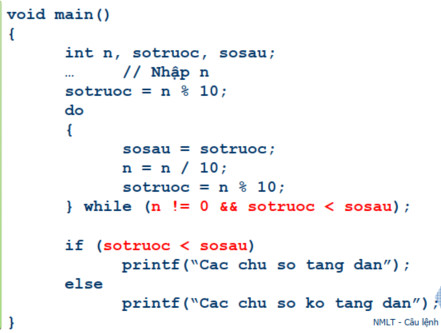 void main()
{
int n, sotruoc, sosau;
… // Nhập n
sotruoc = n % 10;
do
{
sosau = sotruoc;
n = n / 10;
sotruoc = n % 10;
} while (n != 0 && sotruoc < sosau);
if (sotruoc < sosau)
printf(“Cac chu so tang dan”);
else
printf(“Cac chu so ko tang dan”);
}
NMLT - Câu lệnh